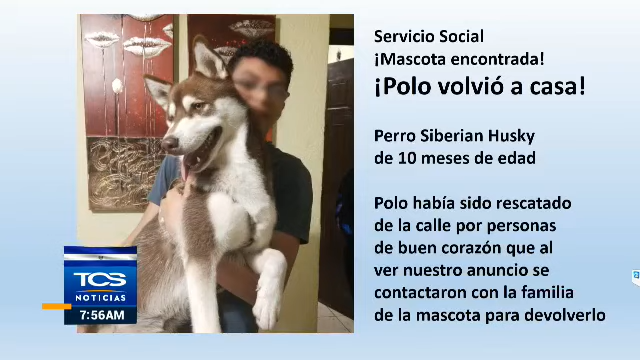 Servicio Social
¡Mascota encontrada!
¡Polo volvió a casa!
Perro Siberian Husky
de 10 meses de edad
Polo había sido rescatado
de la calle por personas
de buen corazón que al
ver nuestro anuncio se
contactaron con la familia
de la mascota para devolverlo
TCS
NOTICIAS
7:56AM